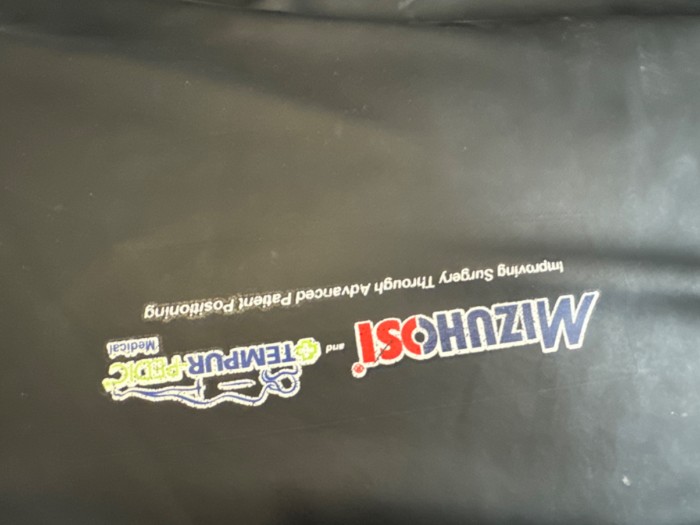 MIZUHOSI® and TEMPUR-PEDIC
Medical
Improving Surgery Through Advanced Patient Positioning